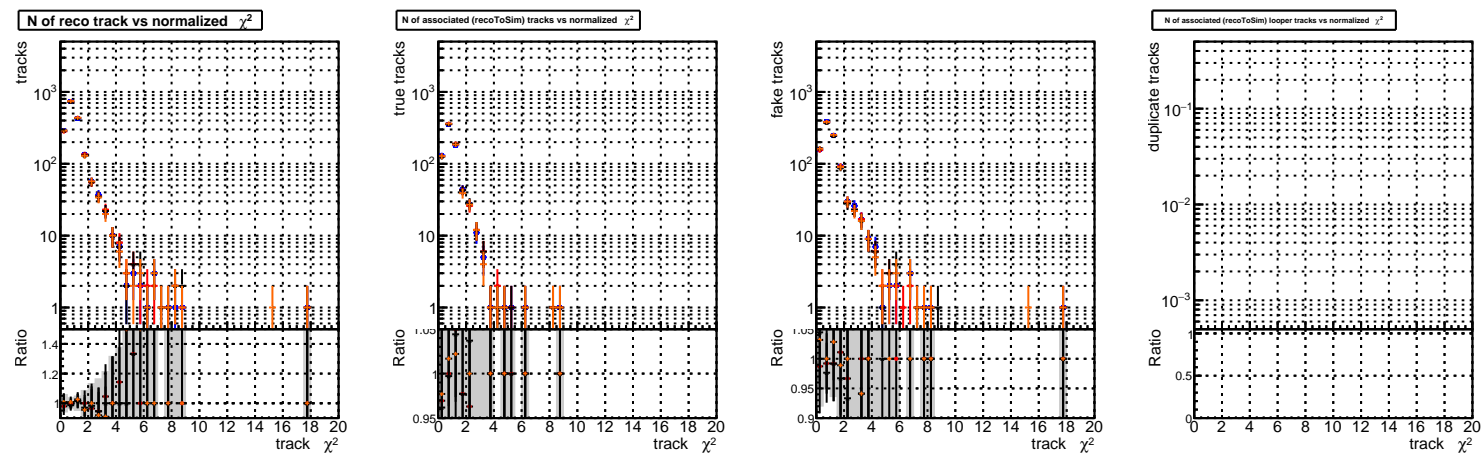 N of reco track vs normalized χ²
tracks
10³
10²
10
1
Ratio
1.4
1.2
0 2 4 6 8 10 12 14 16 18 20
track χ²
N of associated (recoToSim) tracks vs normalized χ²
true tracks
10³
10²
10
1
Ratio
1.05
1
0.95
0 2 4 6 8 10 12 14 16 18 20
track χ²
fake tracks
10³
10²
10
1
Ratio
1.05
1
0.95
0.9
0 2 4 6 8 10 12 14 16 18 20
track χ²
N of associated (recoToSim) looper tracks vs normalized χ²
duplicate tracks
10⁻¹
10⁻²
10⁻³
Ratio
1
0.5
0
0 2 4 6 8 10 12 14 16 18 20
track χ²